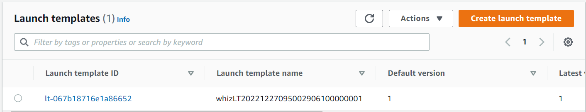 Launch templates (1) Info
Actions
Create launch template
Filter by tags or properties or search by keyword
1
Launch template ID
Launch template name
Default version
Latest
lt-067b18716e1a86652
whizLT20221227095002906100000001
1
1